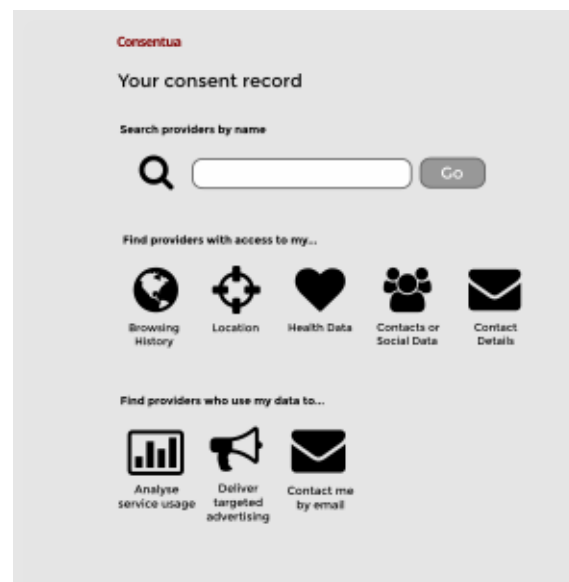 Consentua
Your consent record
Search providers by name
Go
Find providers with access to my...
Browsing History
Location
Health Data
Contacts or Social Data
Contact Details
Find providers who use my data to...
Analyse service usage
Deliver targeted advertising
Contact me by email